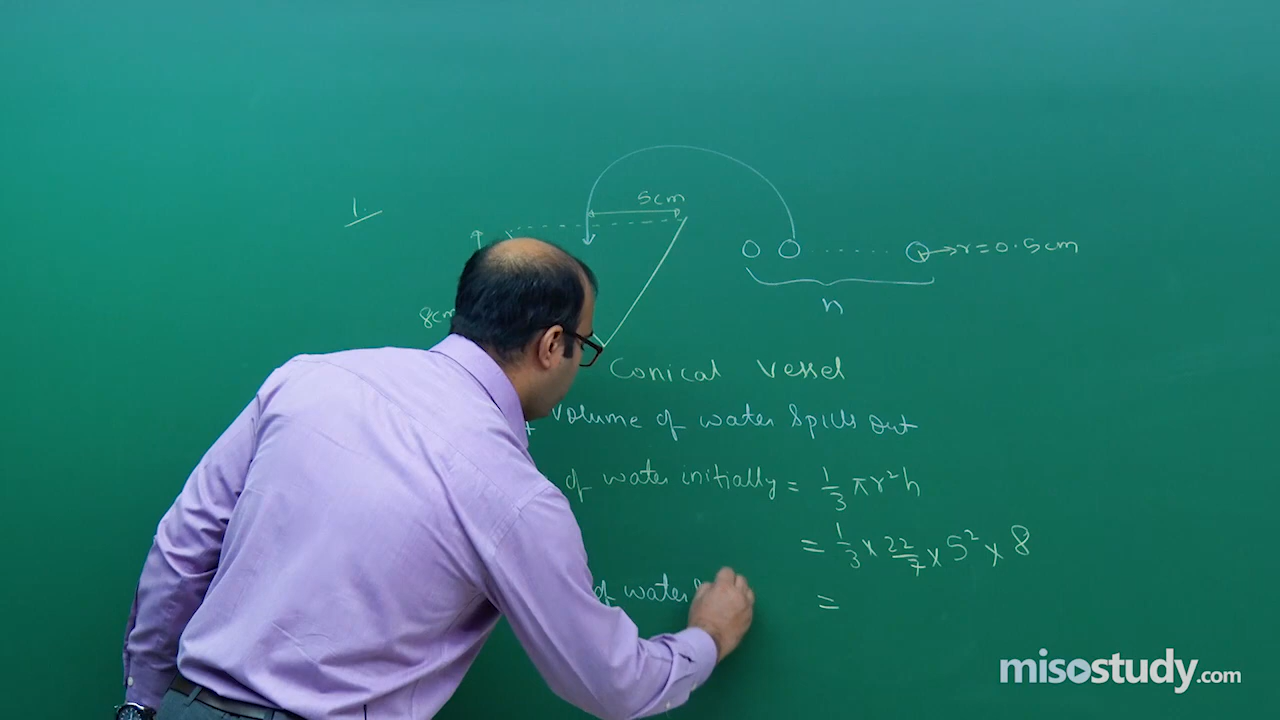 1.
5cm
r=0.5cm
8cm
n
Conical Vessel
volume of water spills out
of water initially = 1/3 πr²h
= 1/3 × 22/7 × 5² × 8
of water
=
misostudy.com